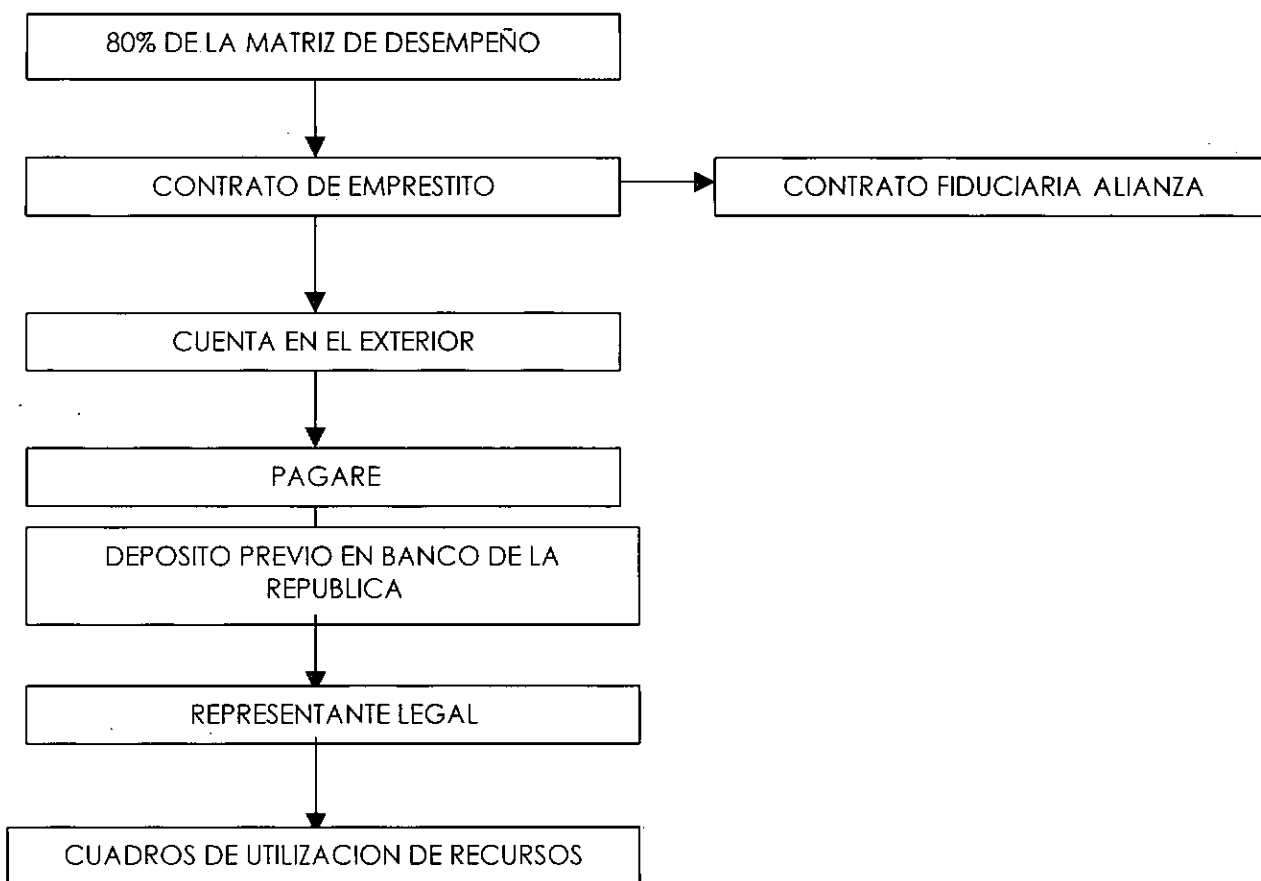 80% DE LA MATRIZ DE DESEMPEÑO
CONTRATO DE EMPRESTITO
CONTRATO FIDUCIARIA ALIANZA
CUENTA EN EL EXTERIOR
PAGARE
DEPOSITO PREVIO EN BANCO DE LA
REPUBLICA
REPRESENTANTE LEGAL
CUADROS DE UTILIZACION DE RECURSOS